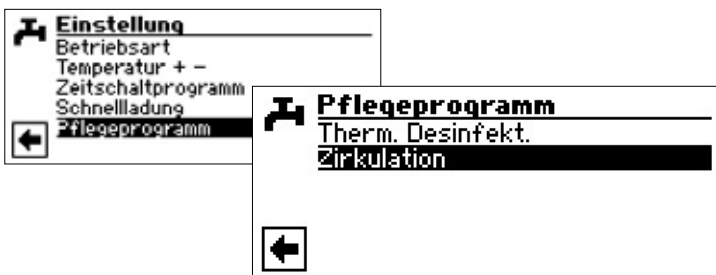 Einstellung
Betriebsart
Temperatur + -
Zeitschaltprogramm
Schnellladung
Pflegeprogramm
Pflegeprogramm
Therm. Desinfekt.
Zirkulation